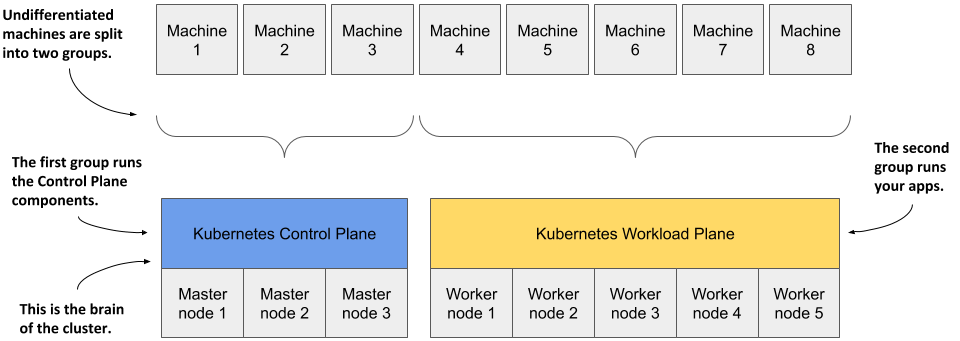 Undifferentiated
machines are split
into two groups.
Machine
1
Machine
2
Machine
3
Machine
4
Machine
5
Machine
6
Machine
7
Machine
8
The first group runs
the Control Plane
components.
The second
group runs
your apps.
Kubernetes Control Plane
Kubernetes Workload Plane
This is the brain
of the cluster.
Master
node 1
Master
node 2
Master
node 3
Worker
node 1
Worker
node 2
Worker
node 3
Worker
node 4
Worker
node 5